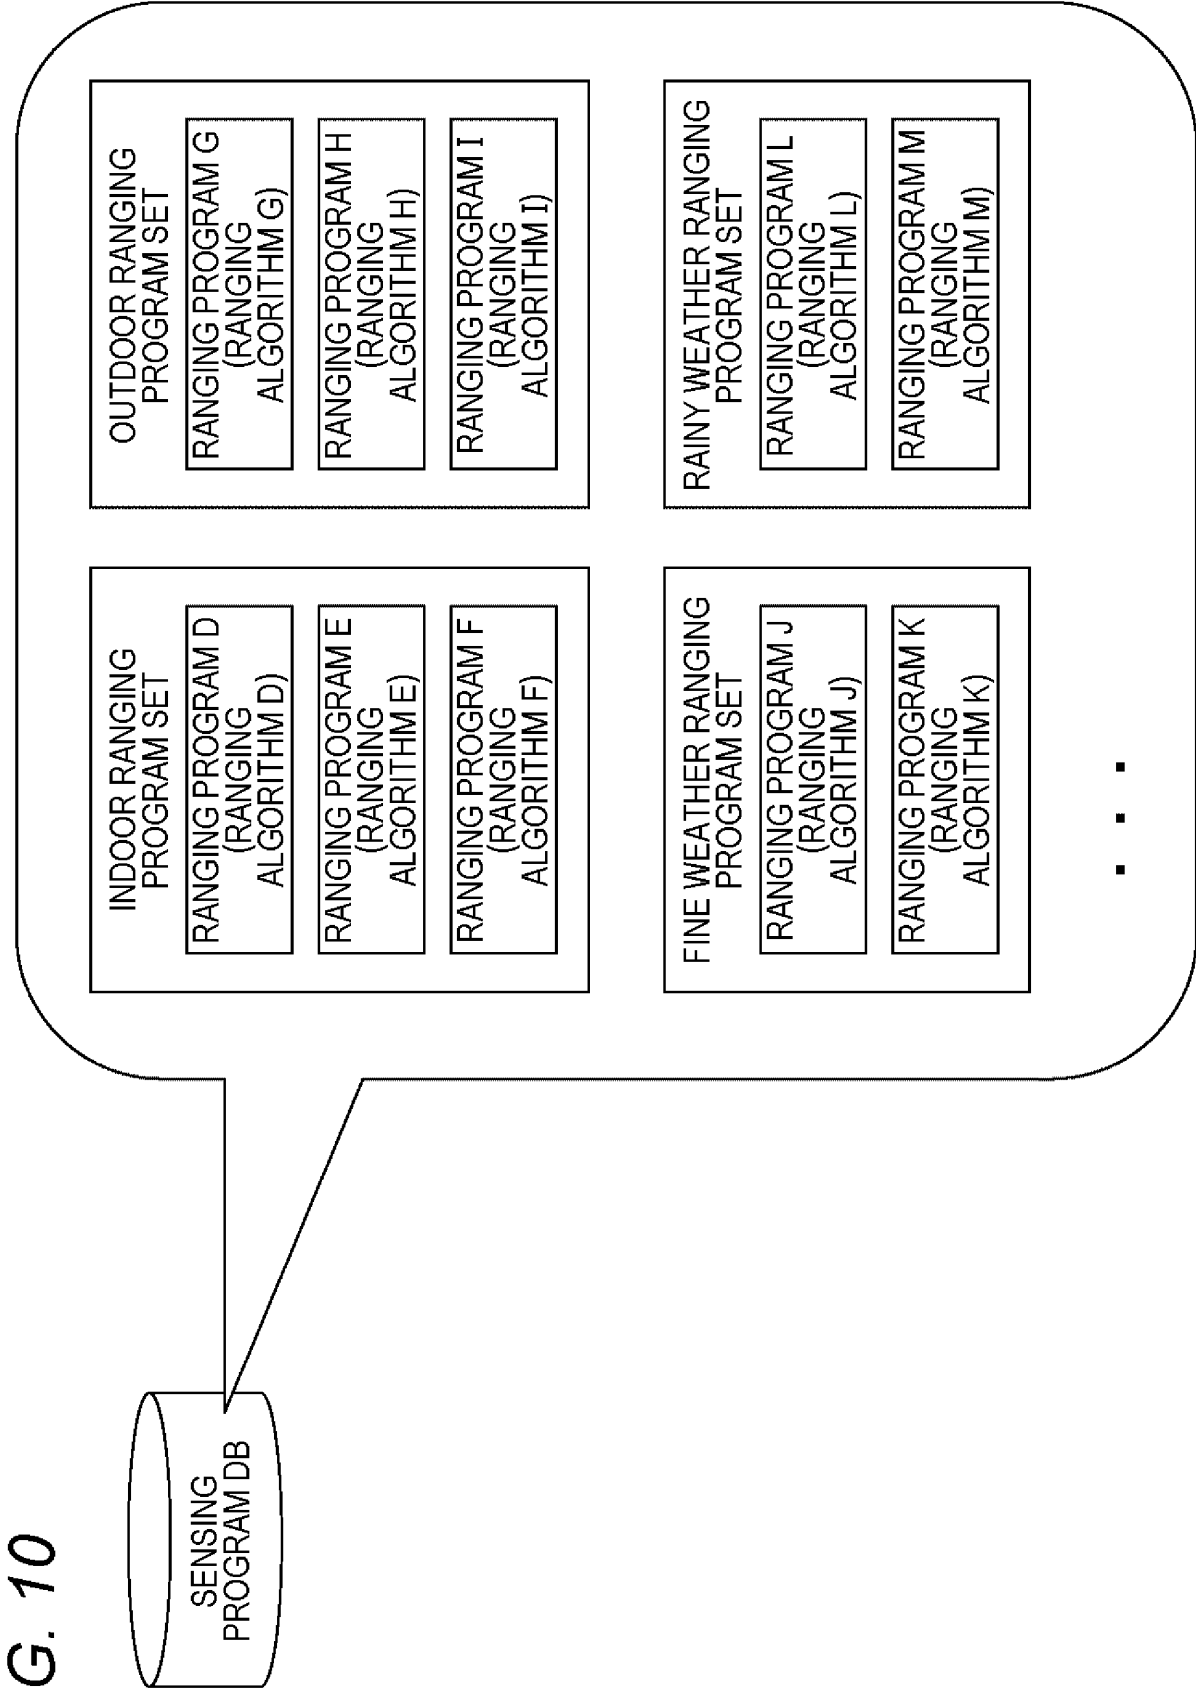 G. 10
SENSING
PROGRAM DB
INDOOR RANGING
PROGRAM SET
RANGING PROGRAM D
(RANGING
ALGORITHM D)
RANGING PROGRAM E
(RANGING
ALGORITHM E)
RANGING PROGRAM F
(RANGING
ALGORITHM F)
OUTDOOR RANGING
PROGRAM SET
RANGING PROGRAM G
(RANGING
ALGORITHM G)
RANGING PROGRAM H
(RANGING
ALGORITHM H)
RANGING PROGRAM I
(RANGING
ALGORITHM I)
FINE WEATHER RANGING
PROGRAM SET
RANGING PROGRAM J
(RANGING
ALGORITHM J)
RANGING PROGRAM K
(RANGING
ALGORITHM K)
RAINY WEATHER RANGING
PROGRAM SET
RANGING PROGRAM L
(RANGING
ALGORITHM L)
RANGING PROGRAM M
(RANGING
ALGORITHM M)
. . .